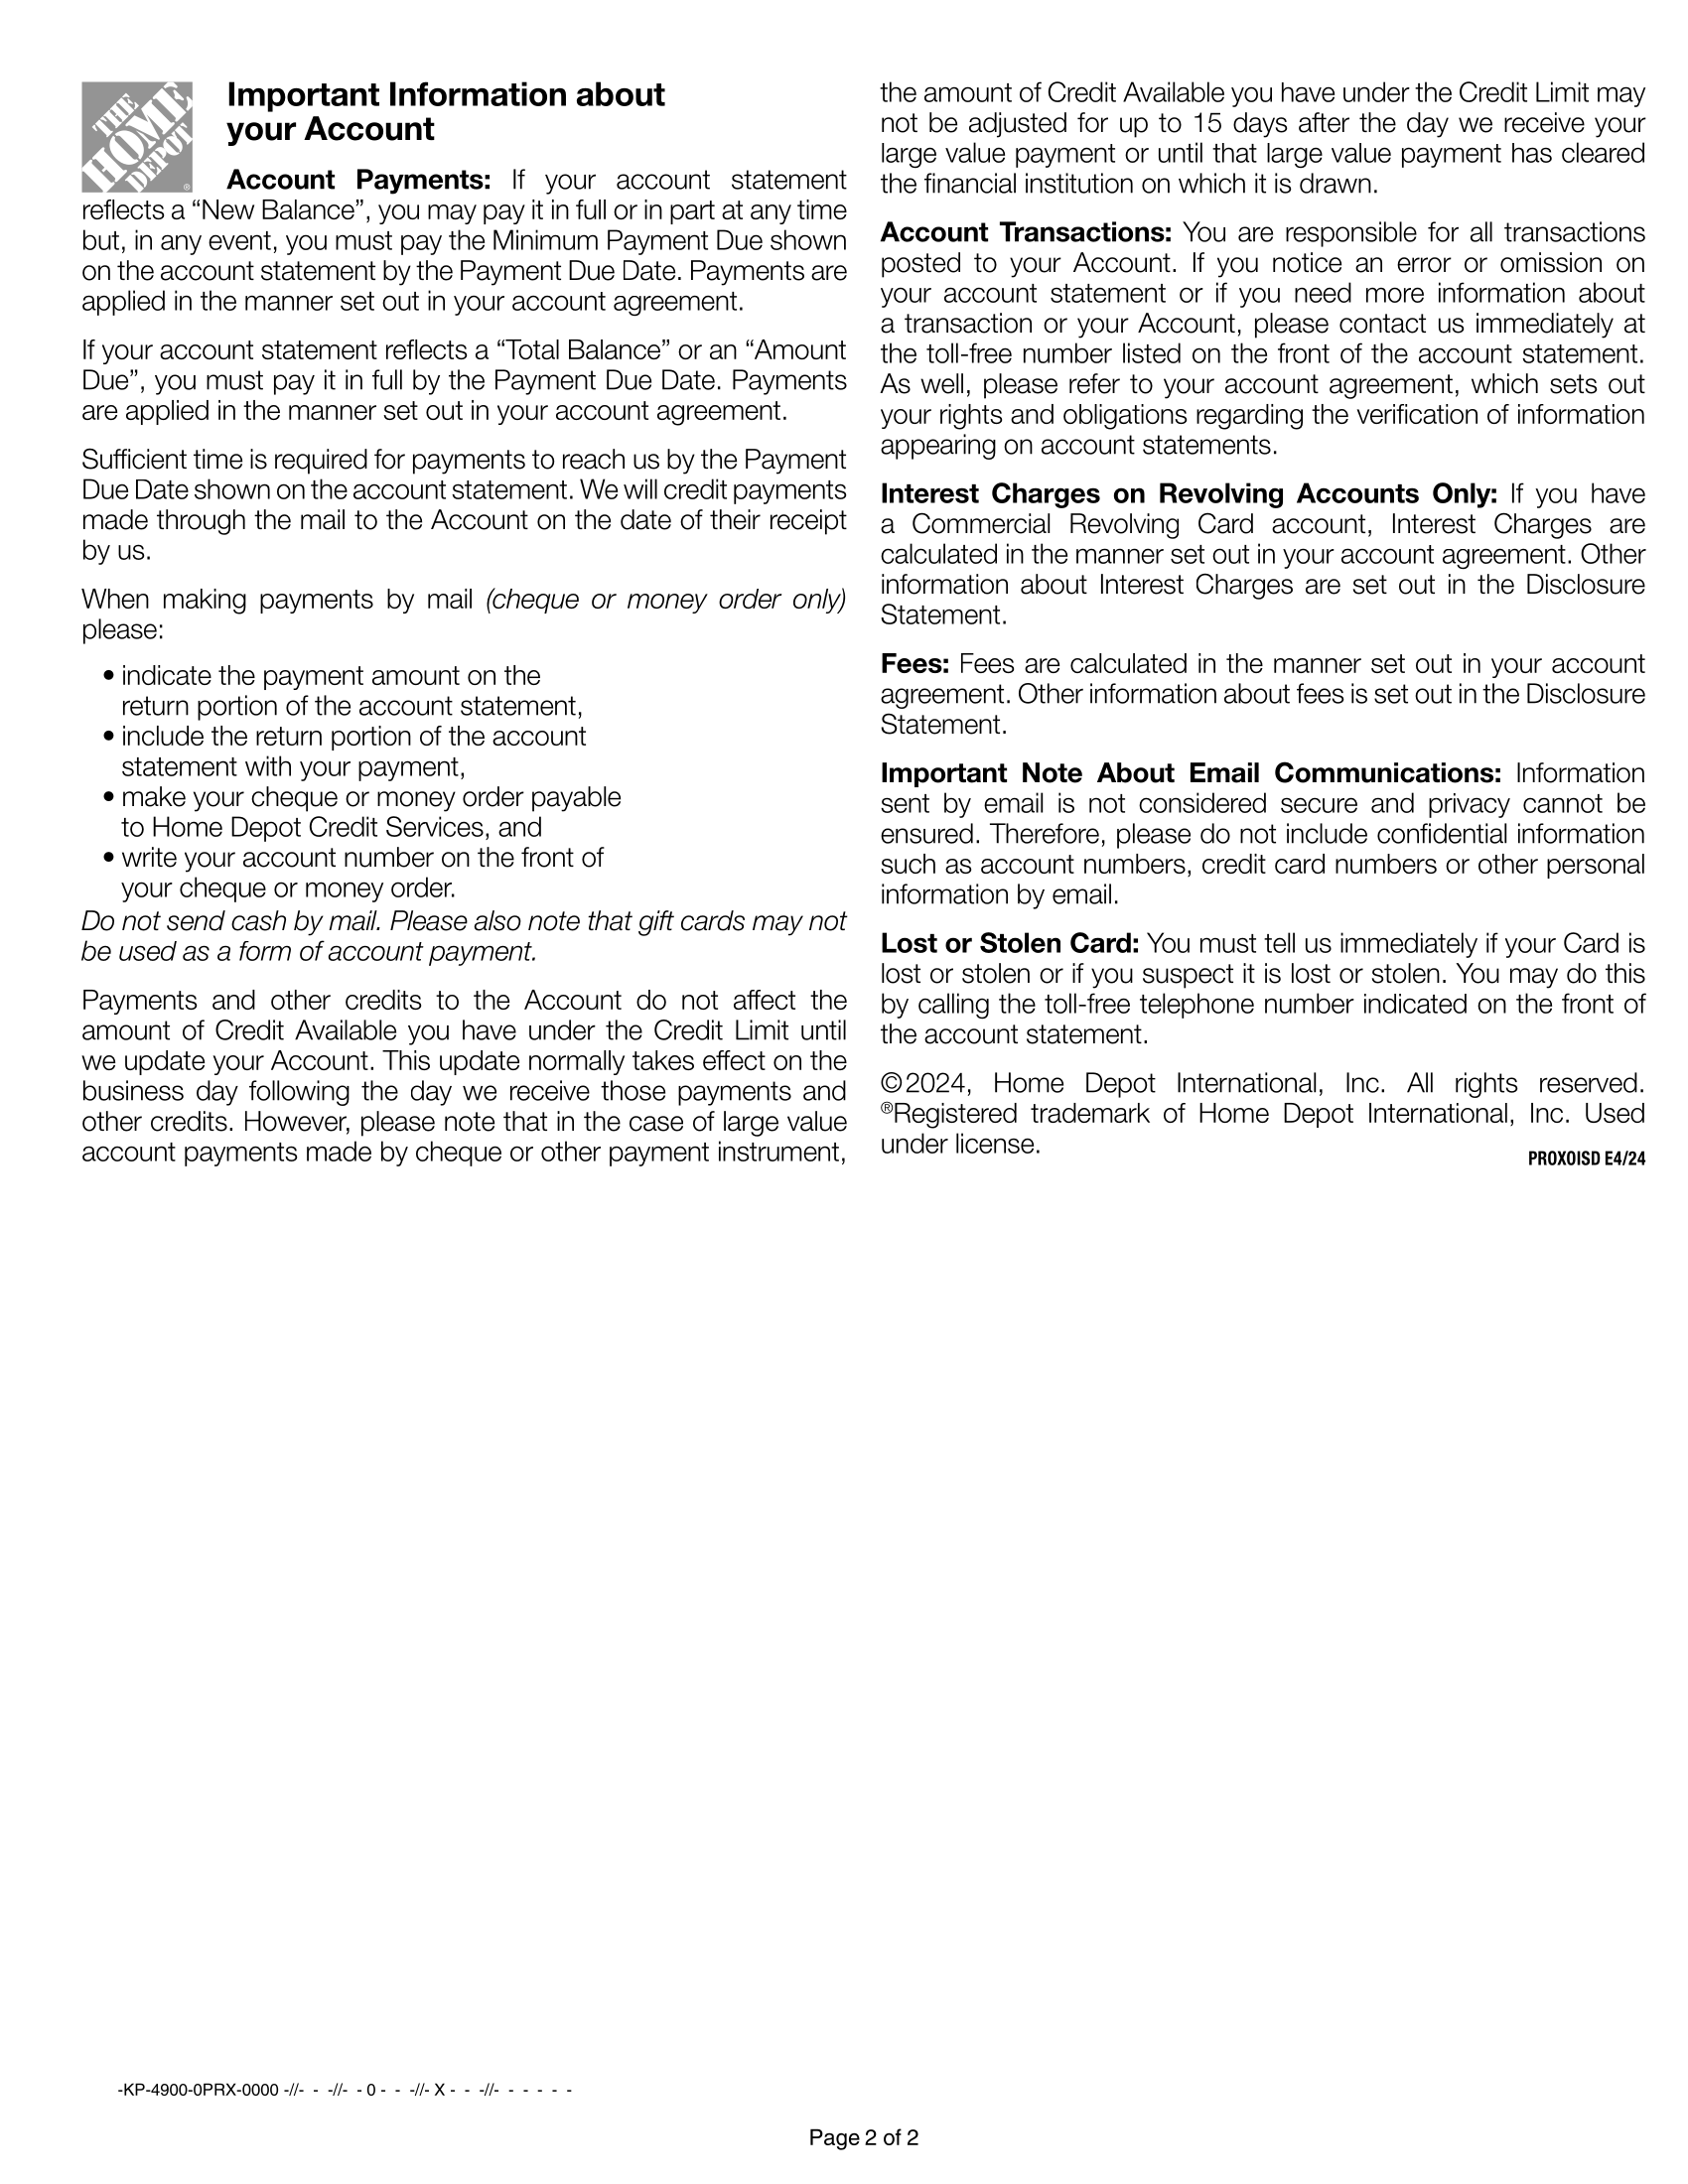 THE
HOME
DEPOT
®
Important Information about
your Account
Account Payments: If your account statement
reflects a “New Balance”, you may pay it in full or in part at any time
but, in any event, you must pay the Minimum Payment Due shown
on the account statement by the Payment Due Date. Payments are
applied in the manner set out in your account agreement.
If your account statement reflects a “Total Balance” or an “Amount
Due”, you must pay it in full by the Payment Due Date. Payments
are applied in the manner set out in your account agreement.
Sufficient time is required for payments to reach us by the Payment
Due Date shown on the account statement. We will credit payments
made through the mail to the Account on the date of their receipt
by us.
When making payments by mail (cheque or money order only)
please:
• indicate the payment amount on the
return portion of the account statement,
• include the return portion of the account
statement with your payment,
• make your cheque or money order payable
to Home Depot Credit Services, and
• write your account number on the front of
your cheque or money order.
Do not send cash by mail. Please also note that gift cards may not
be used as a form of account payment.
Payments and other credits to the Account do not affect the
amount of Credit Available you have under the Credit Limit until
we update your Account. This update normally takes effect on the
business day following the day we receive those payments and
other credits. However, please note that in the case of large value
account payments made by cheque or other payment instrument,
the amount of Credit Available you have under the Credit Limit may
not be adjusted for up to 15 days after the day we receive your
large value payment or until that large value payment has cleared
the financial institution on which it is drawn.
Account Transactions: You are responsible for all transactions
posted to your Account. If you notice an error or omission on
your account statement or if you need more information about
a transaction or your Account, please contact us immediately at
the toll-free number listed on the front of the account statement.
As well, please refer to your account agreement, which sets out
your rights and obligations regarding the verification of information
appearing on account statements.
Interest Charges on Revolving Accounts Only: If you have
a Commercial Revolving Card account, Interest Charges are
calculated in the manner set out in your account agreement. Other
information about Interest Charges are set out in the Disclosure
Statement.
Fees: Fees are calculated in the manner set out in your account
agreement. Other information about fees is set out in the Disclosure
Statement.
Important Note About Email Communications: Information
sent by email is not considered secure and privacy cannot be
ensured. Therefore, please do not include confidential information
such as account numbers, credit card numbers or other personal
information by email.
Lost or Stolen Card: You must tell us immediately if your Card is
lost or stolen or if you suspect it is lost or stolen. You may do this
by calling the toll-free telephone number indicated on the front of
the account statement.
©2024, Home Depot International, Inc. All rights reserved.
®Registered trademark of Home Depot International, Inc. Used
under license.
PROXOISD E4/24
-KP-4900-0PRX-0000 -//- - -//- - 0 - - -//- X - - -//- - - - - -
Page 2 of 2